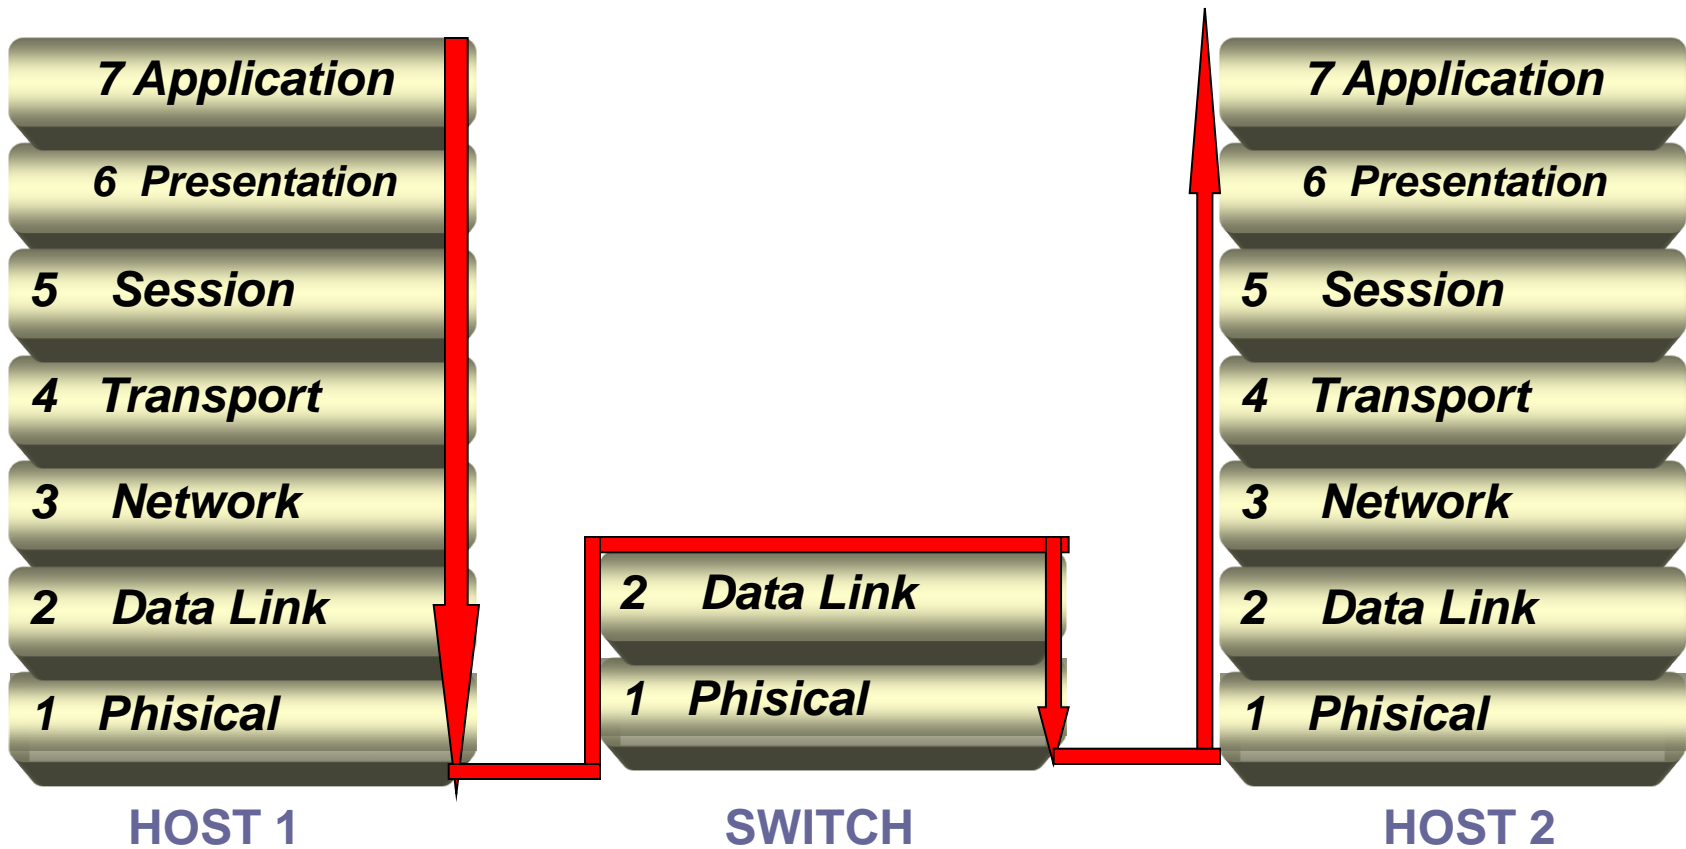 7 Application
6 Presentation
5 Session
4 Transport
3 Network
2 Data Link
1 Phisical
HOST 1
2 Data Link
1 Phisical
SWITCH
7 Application
6 Presentation
5 Session
4 Transport
3 Network
2 Data Link
1 Phisical
HOST 2